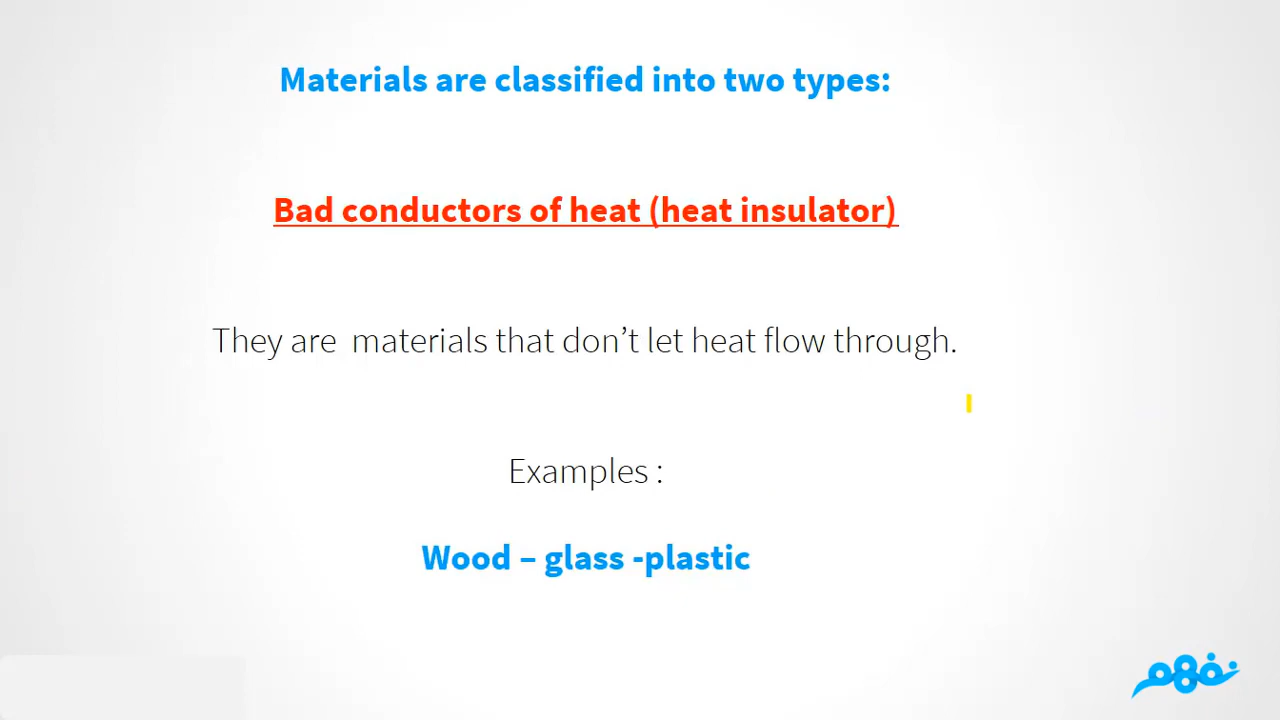 Materials are classified into two types:
Bad conductors of heat (heat insulator)
They are  materials that don’t let heat flow through.
Examples :
Wood – glass -plastic
نفهم